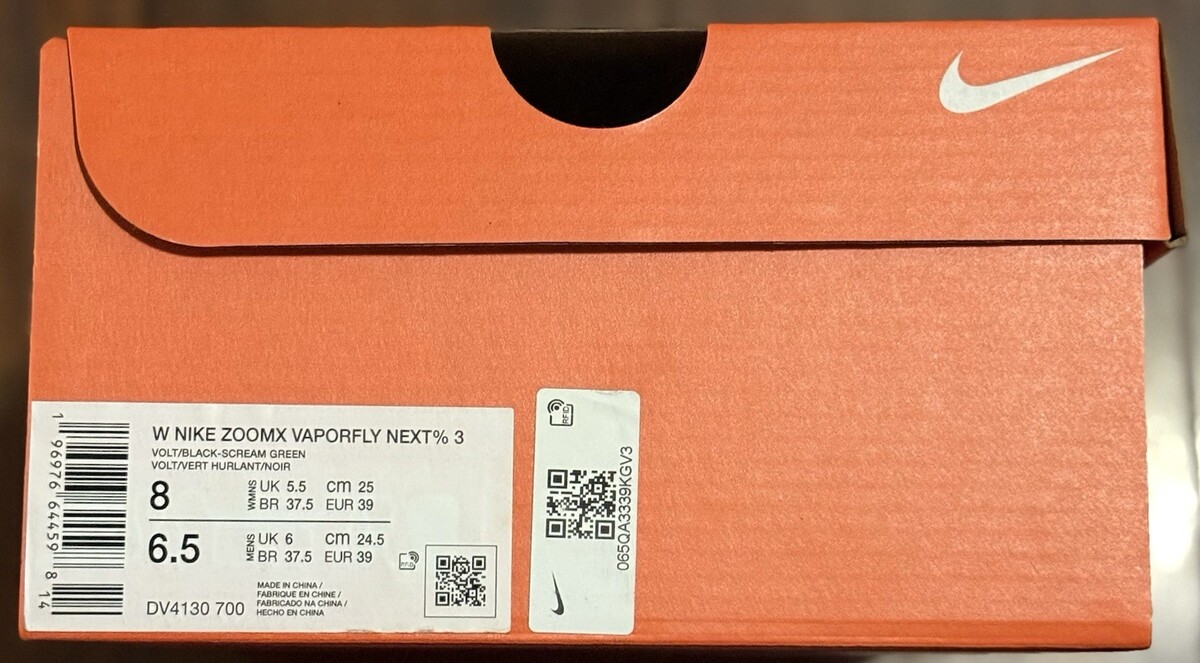 W NIKE ZOOMX VAPORFLY NEXT% 3
VOLT/BLACK-SCREAM GREEN
VOLT/VERT HURLANT/NOIR
8 WMNS UK 5.5 cm 25
BR 37.5 EUR 39
6.5 MENS UK 6 cm 24.5
BR 37.5 EUR 39
RFID
MADE IN CHINA /
FABRIQUE EN CHINE /
FABRICADO NA CHINA /
HECHO EN CHINA
DV4130 700
1 96976 64459 8 14
RFID
065QA3339KGV3